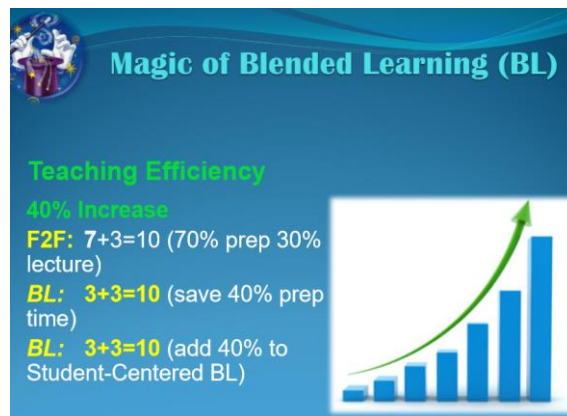 Magic of Blended Learning (BL)
Teaching Efficiency
40% Increase
F2F: 7+3=10 (70% prep 30%
lecture)
BL: 3+3=10 (save 40% prep
time)
BL: 3+3=10 (add 40% to
Student-Centered BL)